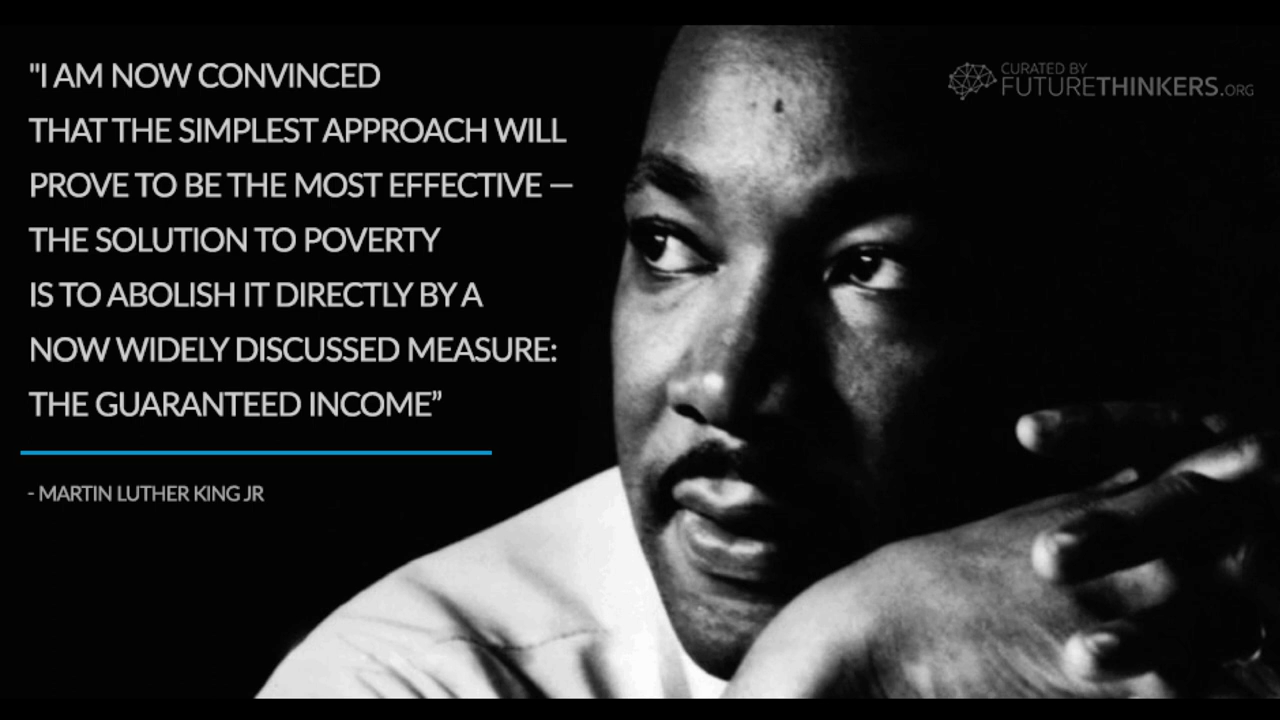 "I AM NOW CONVINCED
THAT THE SIMPLEST APPROACH WILL
PROVE TO BE THE MOST EFFECTIVE —
THE SOLUTION TO POVERTY
IS TO ABOLISH IT DIRECTLY BY A
NOW WIDELY DISCUSSED MEASURE:
THE GUARANTEED INCOME”
- MARTIN LUTHER KING JR
CURATED BY
FUTURETHINKERS.ORG